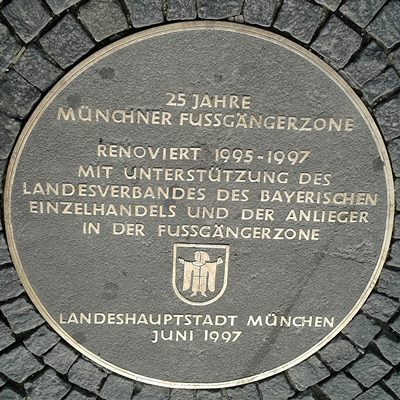 25 JAHRE
MÜNCHNER FUSSGÄNGERZONE
RENOVIERT 1995-1997
MIT UNTERSTÜTZUNG DES
LANDESVERBANDES DES BAYERISCHEN
EINZELHANDELS UND DER ANLIEGER
IN DER FUSSGÄNGERZONE
LANDESHAUPTSTADT MÜNCHEN
JUNI 1997